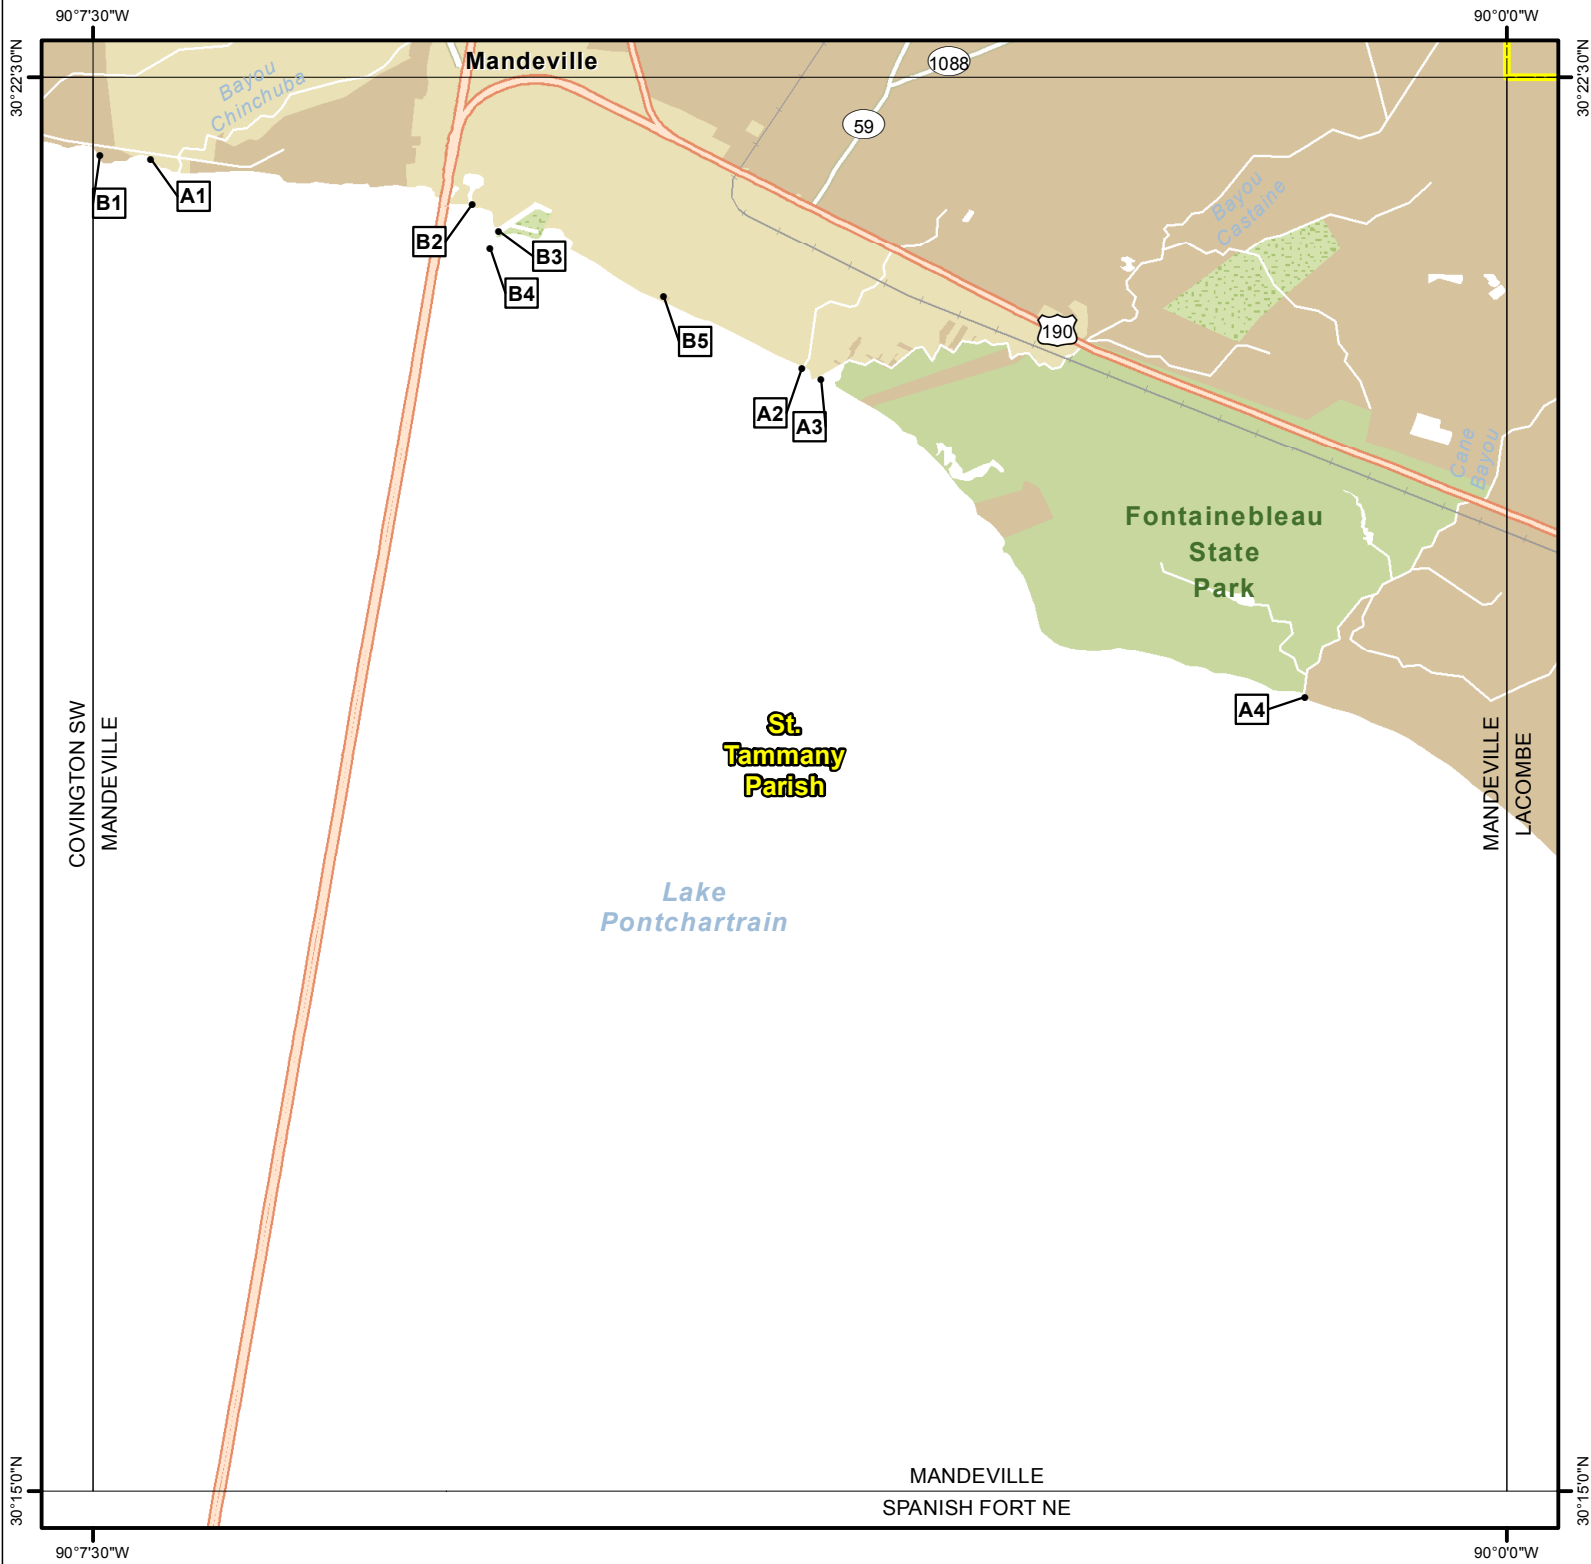 90°7'30"W
90°0'0"W
30°22'30"N
30°22'30"N
Mandeville
1088
59
Bayou
Chinchuba
B1
A1
B2
B3
B4
B5
Bayou
Castaine
190
A2
A3
Cane
Bayou
Fontainebleau
State
Park
A4
COVINGTON SW
MANDEVILLE
St.
Tammany
Parish
MANDEVILLE
LACOMBE
Lake
Pontchartrain
MANDEVILLE
SPANISH FORT NE
30°15'0"N
30°15'0"N
90°7'30"W
90°0'0"W